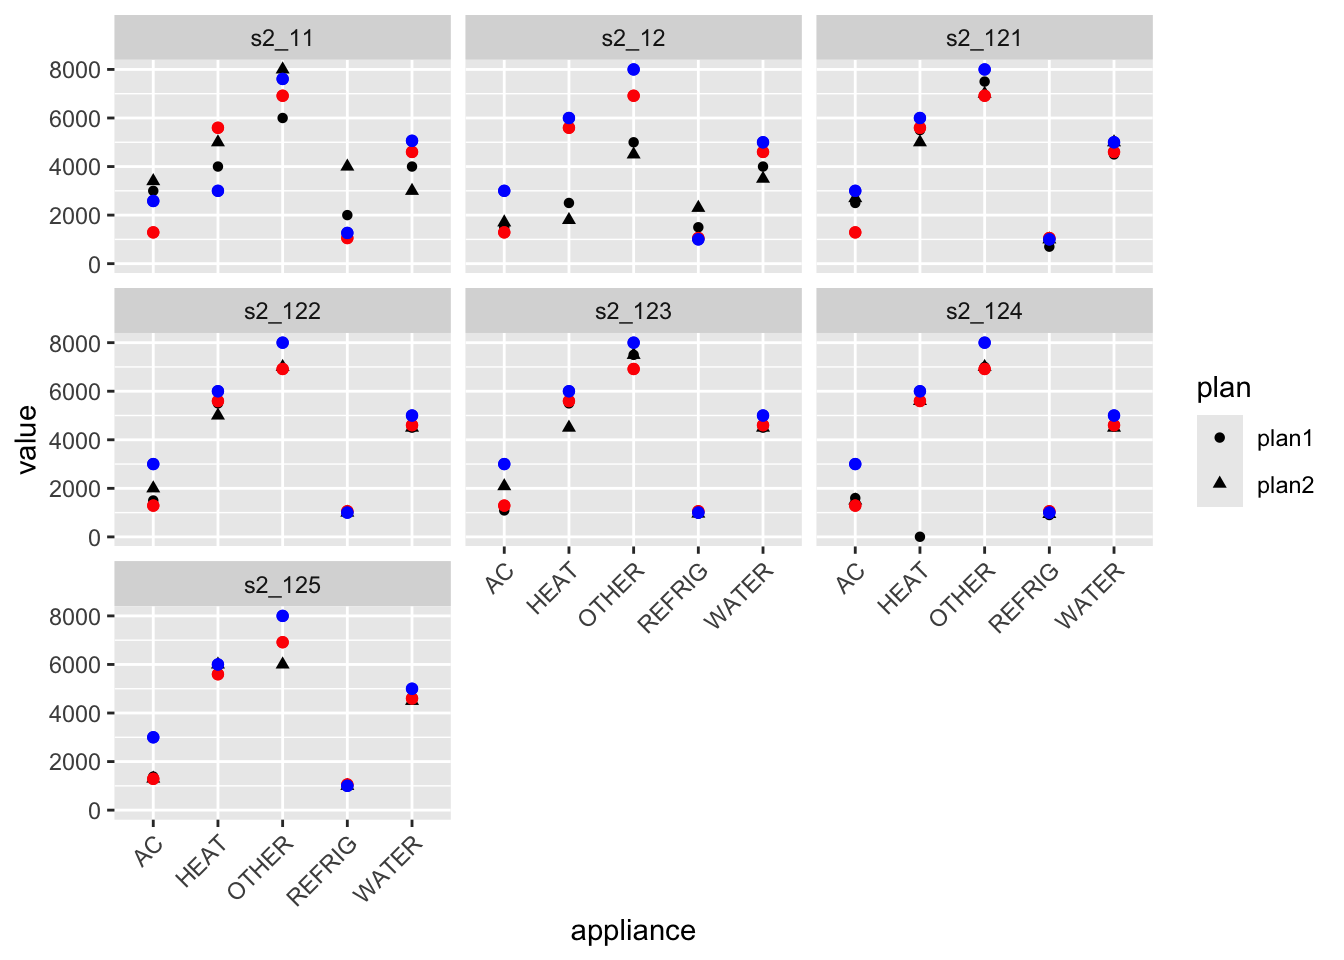 s2_11
s2_12
s2_121
8000
6000
4000
2000
0
s2_122
s2_123
s2_124
8000
6000
4000
2000
0
AC
HEAT
OTHER
REFRIG
WATER
AC
HEAT
OTHER
REFRIG
WATER
s2_125
8000
6000
4000
2000
0
AC
HEAT
OTHER
REFRIG
WATER
appliance
value
plan
plan1
plan2